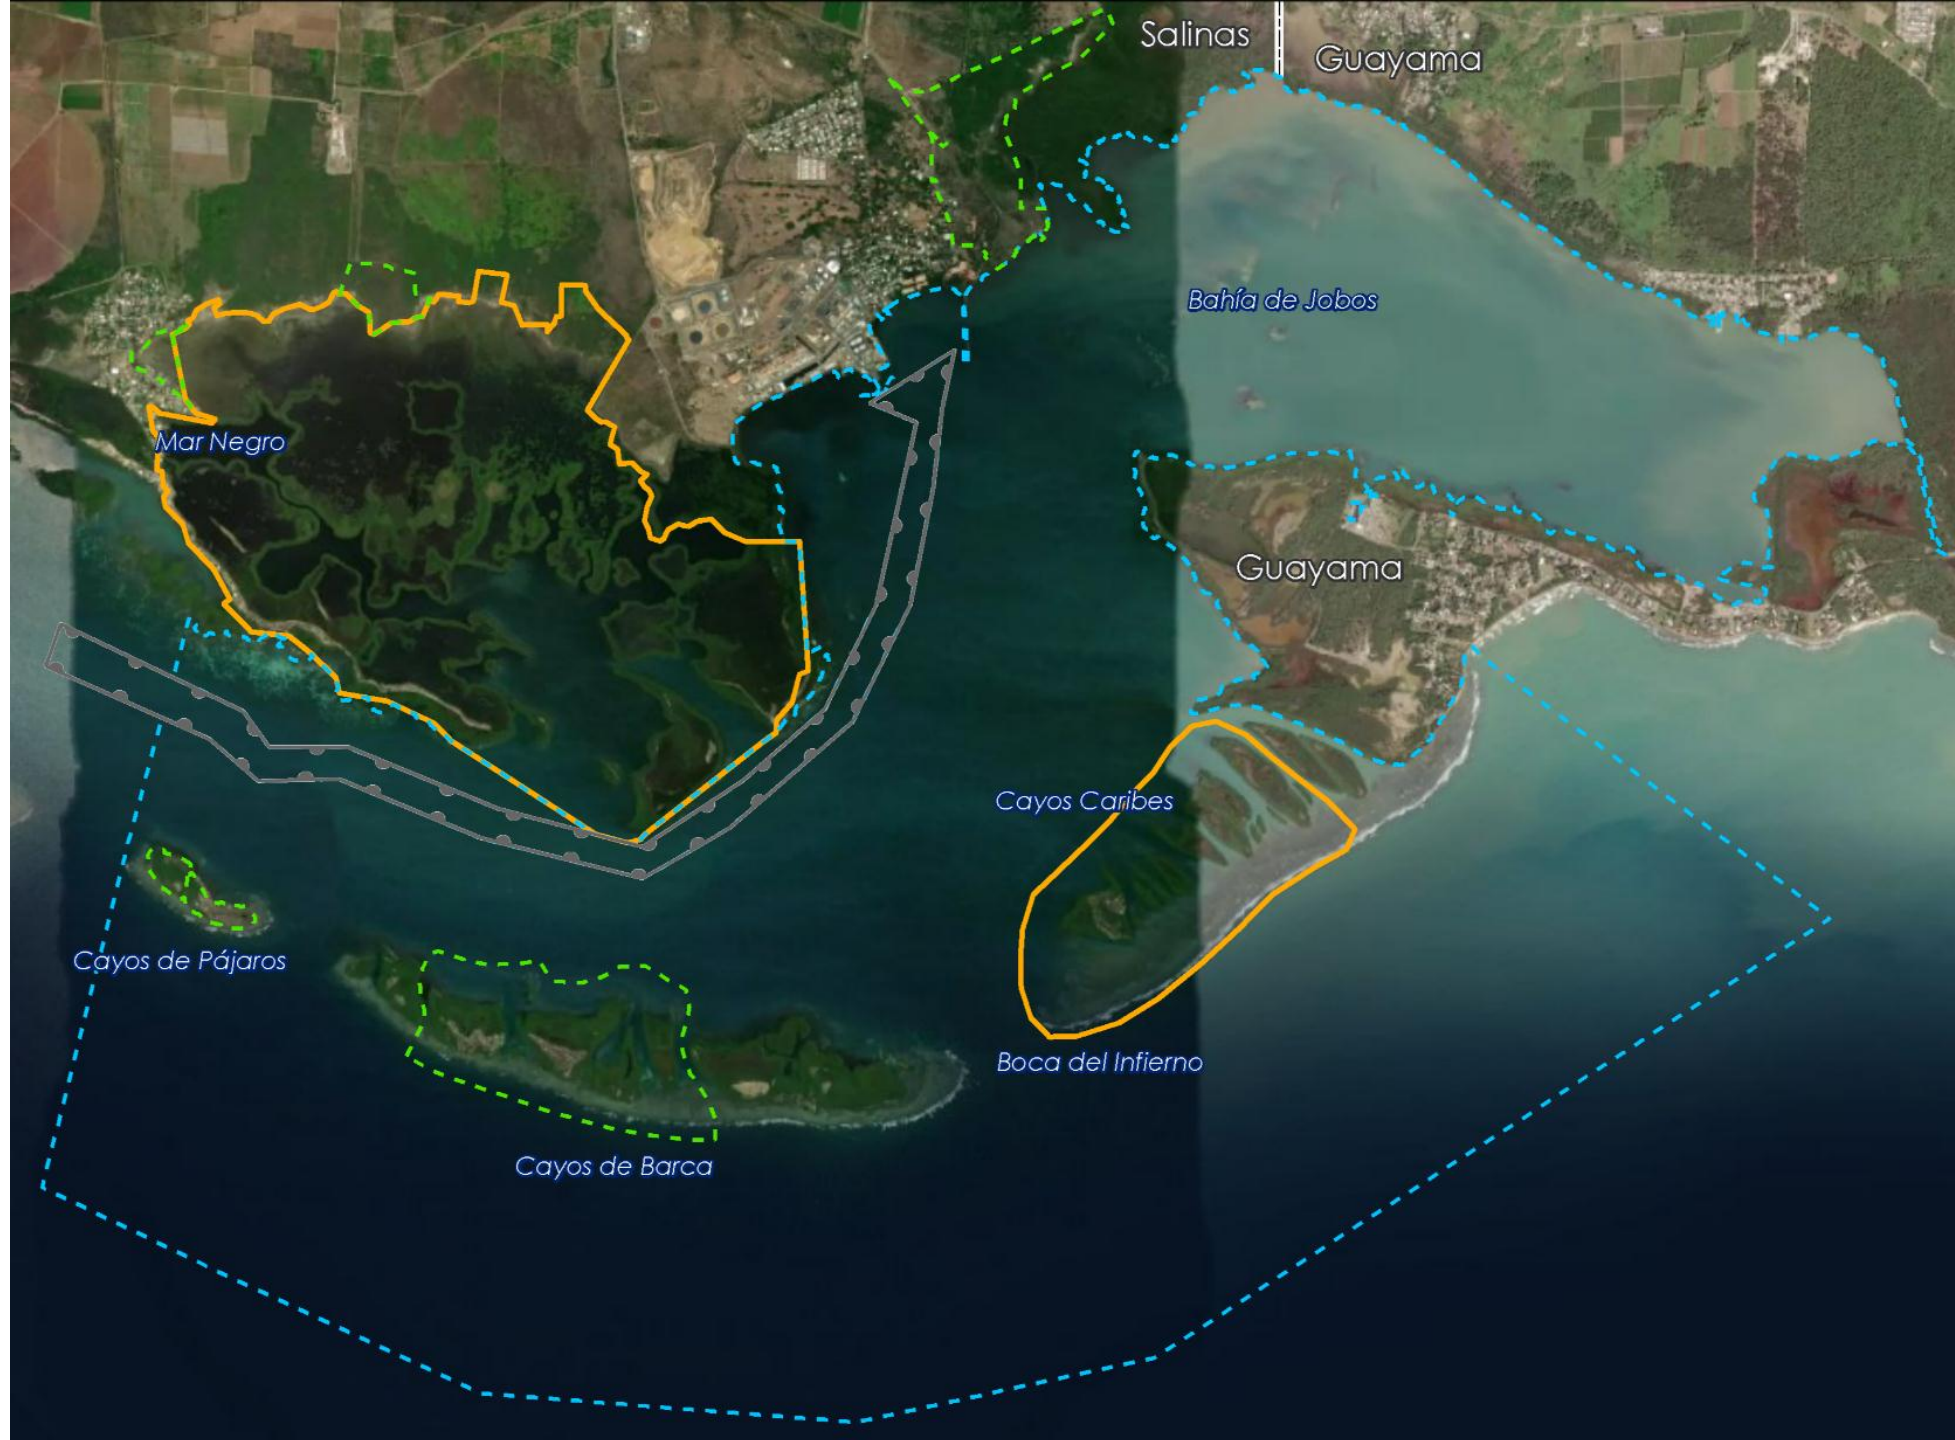 Salinas
Guayama
Bahía de Jobos
Mar Negro
Guayama
Cayos Caribes
Cayos de Pájaros
Boca del Infierno
Cayos de Barca